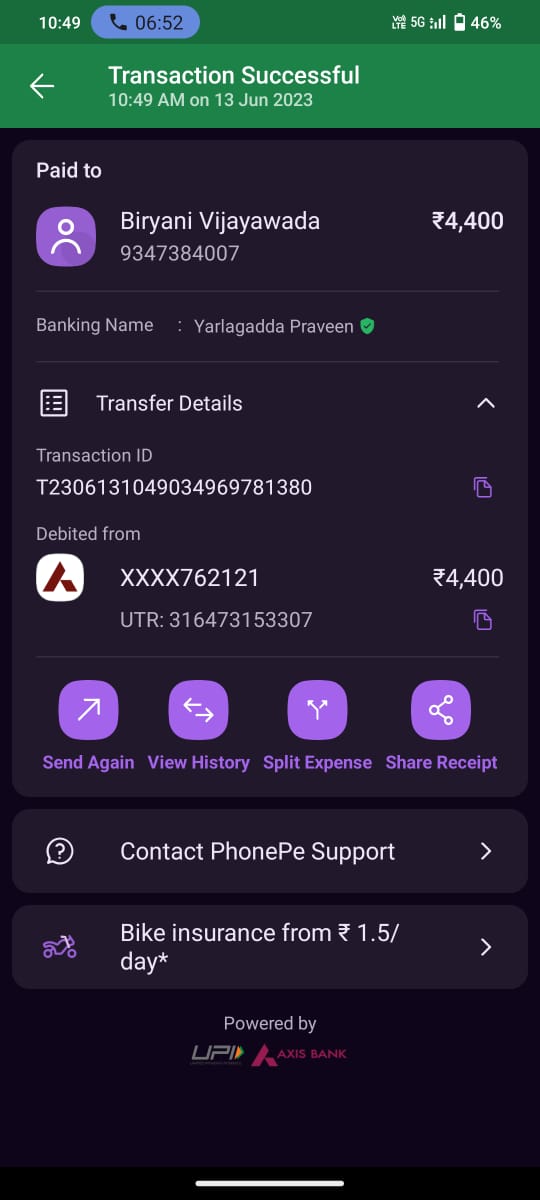 10:49 06:52 Vo LTE 5G 46%
Transaction Successful
10:49 AM on 13 Jun 2023
Paid to
Biryani Vijayawada ₹4,400
9347384007
Banking Name : Yarlagadda Praveen
Transfer Details
Transaction ID
T2306131049034969781380
Debited from
XXXX762121 ₹4,400
UTR: 316473153307
Send Again View History Split Expense Share Receipt
Contact PhonePe Support
Bike insurance from ₹ 1.5/
day*
Powered by
UPI AXIS BANK